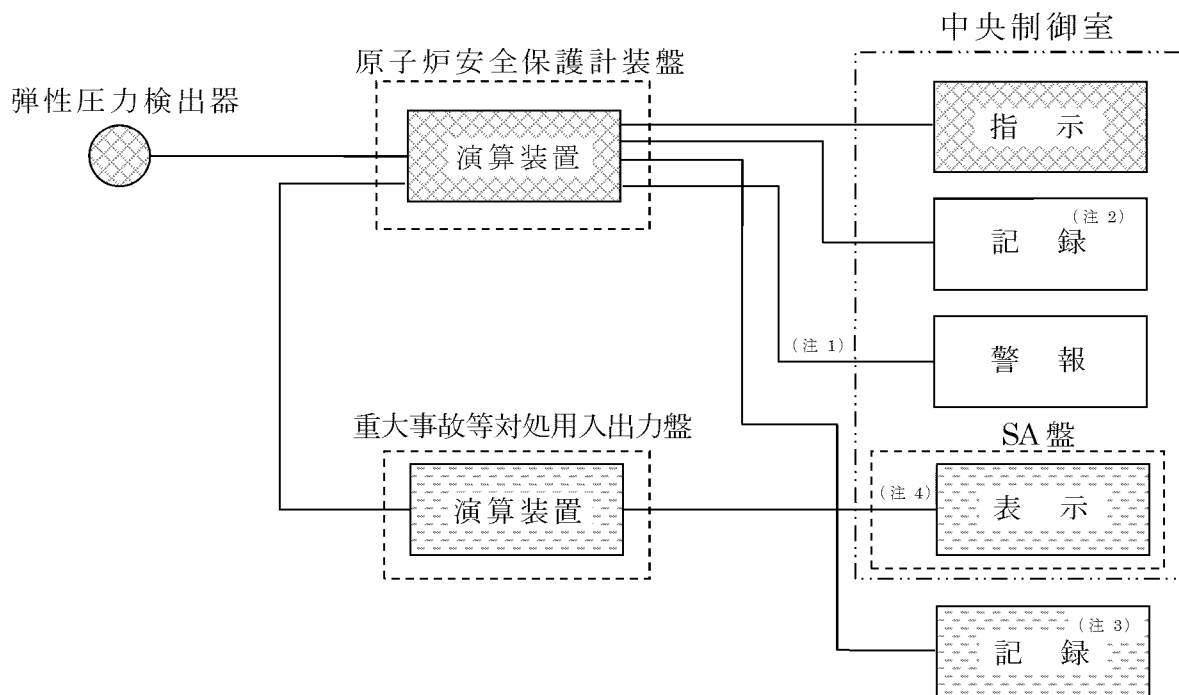 中央制御室
原子炉安全保護計装盤
弾性圧力検出器
演算装置
指 示
記 録
(注 2)
警 報
(注 1)
重大事故等対処用入出力盤
SA 盤
演算装置
(注 4)
表 示
記 録
(注 3)